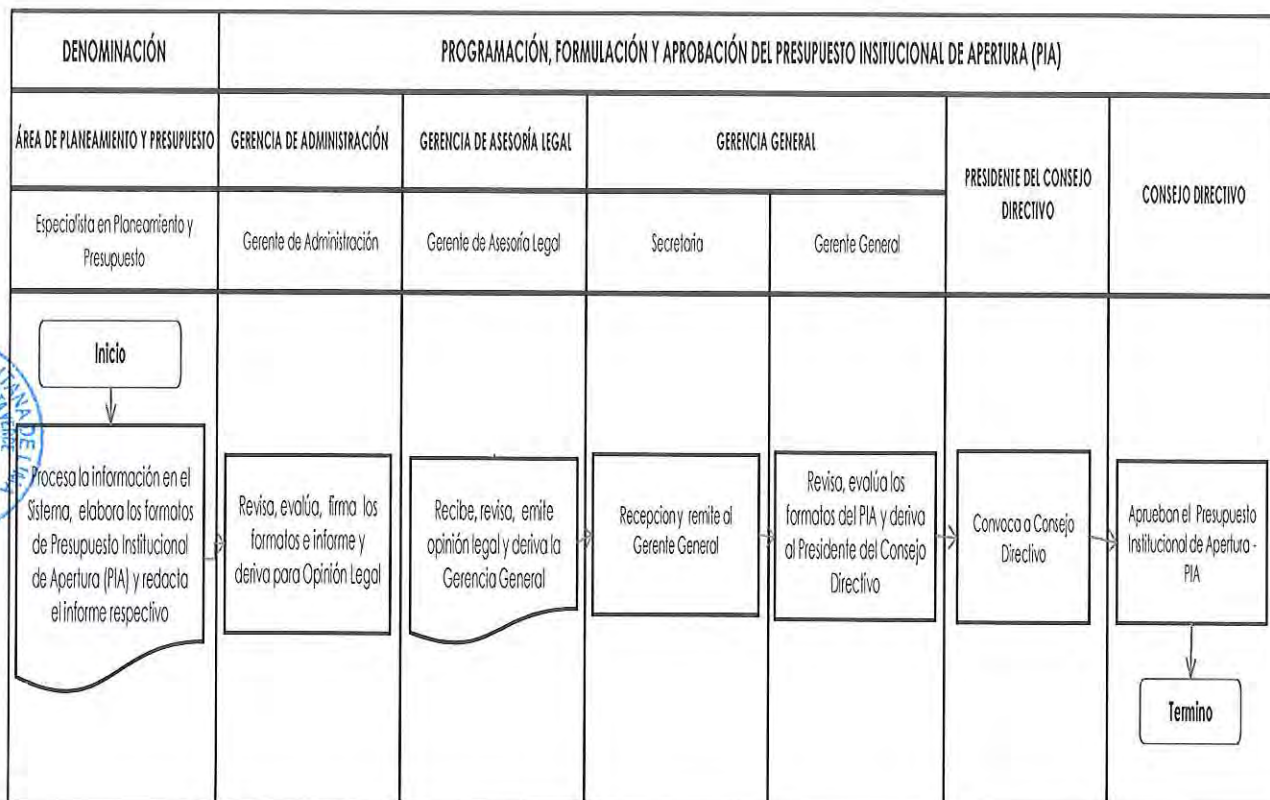 DENOMINACIÓN
PROGRAMACIÓN, FORMULACIÓN Y APROBACIÓN DEL PRESUPUESTO INSITUCIONAL DE APERTURA (PIA)
ÁREA DE PLANEAMIENTO Y PRESUPUESTO
GERENCIA DE ADMINISTRACIÓN
GERENCIA DE ASESORÍA LEGAL
GERENCIA GENERAL
PRESIDENTE DEL CONSEJO
DIRECTIVO
CONSEJO DIRECTIVO
Especialista en Planeamiento y
Presupuesto
Gerente de Administración
Gerente de Asesoría Legal
Secretaria
Gerente General
Inicio
Procesa la información en el
Sistema, elabora los formatos
de Presupuesto Institucional
de Apertura (PIA) y redacta
el informe respectivo
Revisa, evalúa, firma los
formatos e informe y
deriva para Opinión Legal
Recibe, revisa, emite
opinión legal y deriva la
Gerencia General
Recepcion y remite al
Gerente General
Revisa, evalúa los
formatos del PIA y deriva
al Presidente del Consejo
Directivo
Convoca a Consejo
Directivo
Aprueban el Presupuesto
Institucional de Apertura -
PIA
Termino